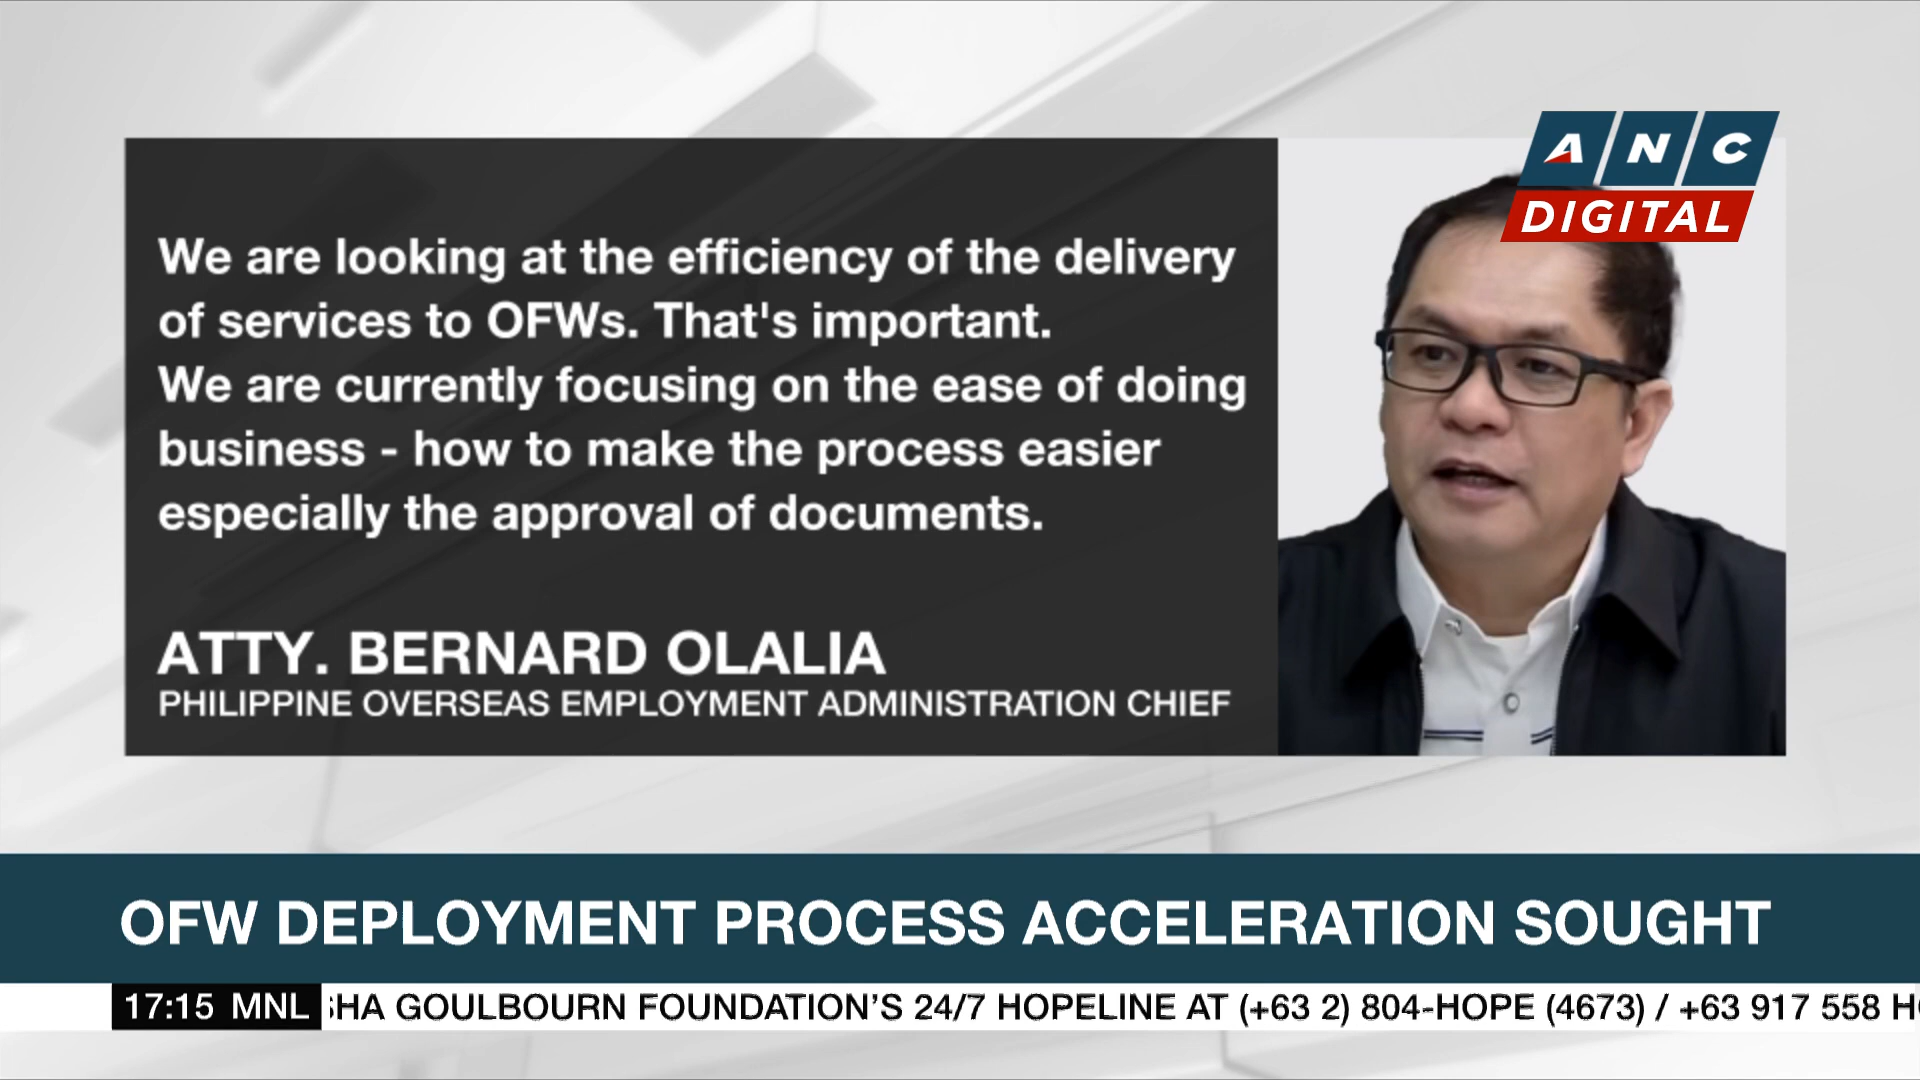 ANC
DIGITAL
We are looking at the efficiency of the delivery
of services to OFWs. That's important.
We are currently focusing on the ease of doing
business - how to make the process easier
especially the approval of documents.
ATTY. BERNARD OLALIA
PHILIPPINE OVERSEAS EMPLOYMENT ADMINISTRATION CHIEF
OFW DEPLOYMENT PROCESS ACCELERATION SOUGHT
17:15 MNL
GOULBOURN FOUNDATION’S 24/7 HOPELINE AT (+63 2) 804-HOPE (4673) / +63 917 558